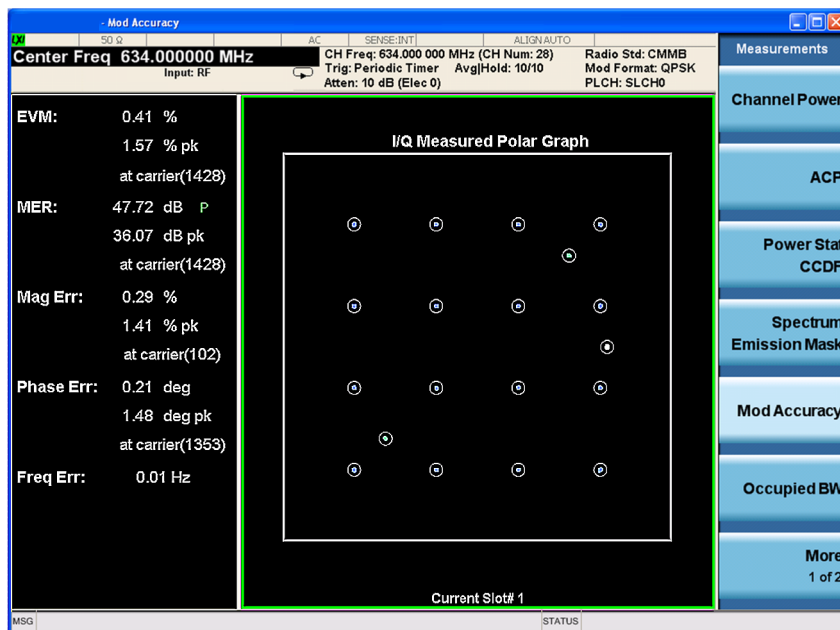 - Mod Accuracy
LXI
50 Ω AC SENSE:INT ALIGN AUTO
Center Freq 634.000000 MHz
Input: RF
CH Freq: 634.000 000 MHz (CH Num: 28)
Trig: Periodic Timer Avg|Hold: 10/10
Atten: 10 dB (Elec 0)
Radio Std: CMMB
Mod Format: QPSK
PLCH: SLCH0
EVM: 0.41 %
1.57 % pk
at carrier(1428)
MER: 47.72 dB P
36.07 dB pk
at carrier(1428)
Mag Err: 0.29 %
1.41 % pk
at carrier(102)
Phase Err: 0.21 deg
1.48 deg pk
at carrier(1353)
Freq Err: 0.01 Hz
I/Q Measured Polar Graph
Current Slot# 1
Measurements
Channel Power
ACP
Power Stat
CCDF
Spectrum
Emission Mask
Mod Accuracy
Occupied BW
More
1 of 2
MSG
STATUS